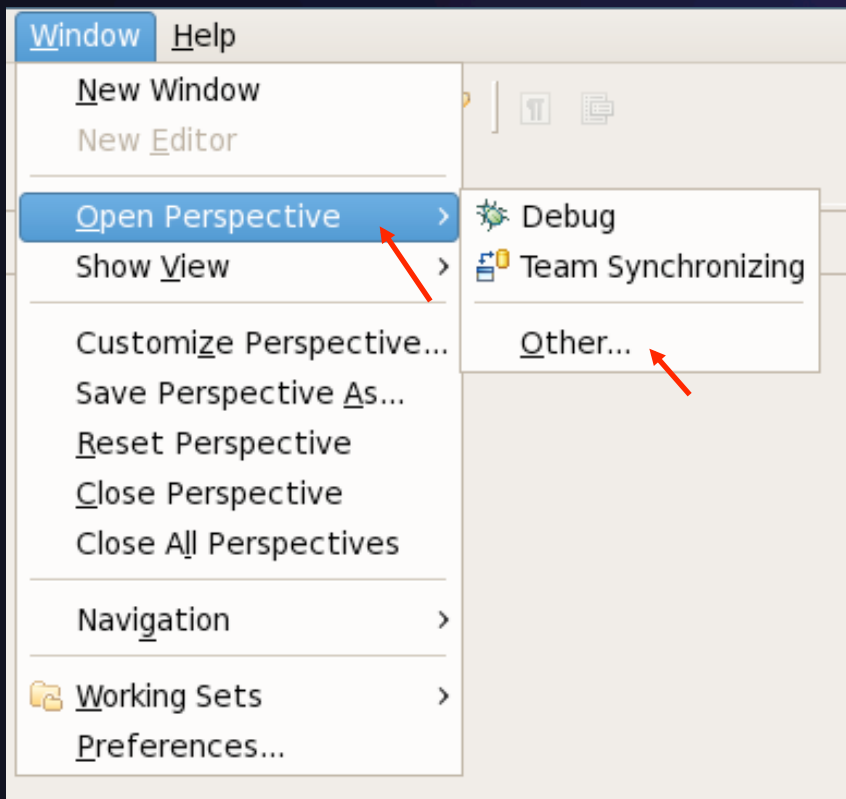 Window Help
New Window
New Editor
Open Perspective
Debug
Show View
Team Synchronizing
Customize Perspective...
Other...
Save Perspective As...
Reset Perspective
Close Perspective
Close All Perspectives
Navigation
Working Sets
Preferences...